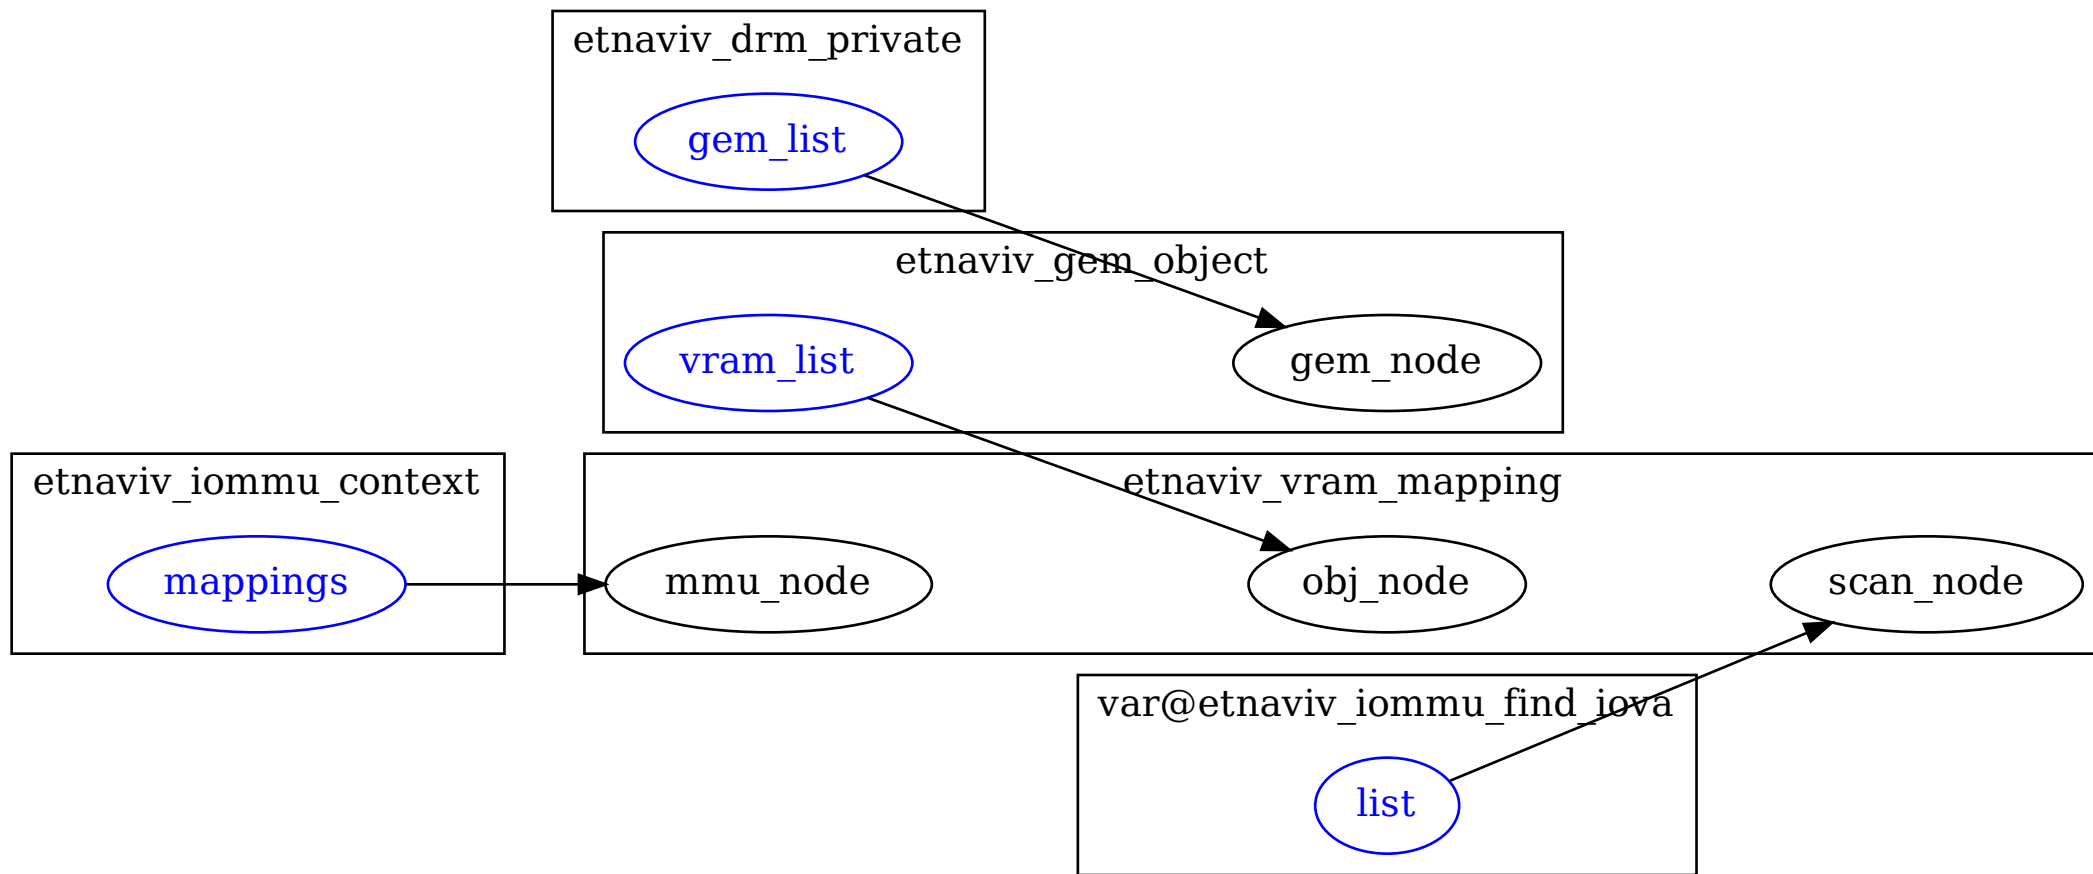 etnaviv_drm_private
gem_list
etnaviv_gem_object
vram_list
gem_node
etnaviv_iommu_context
mappings
etnaviv_vram_mapping
mmu_node
obj_node
scan_node
var@etnaviv_iommu_find_iova
list